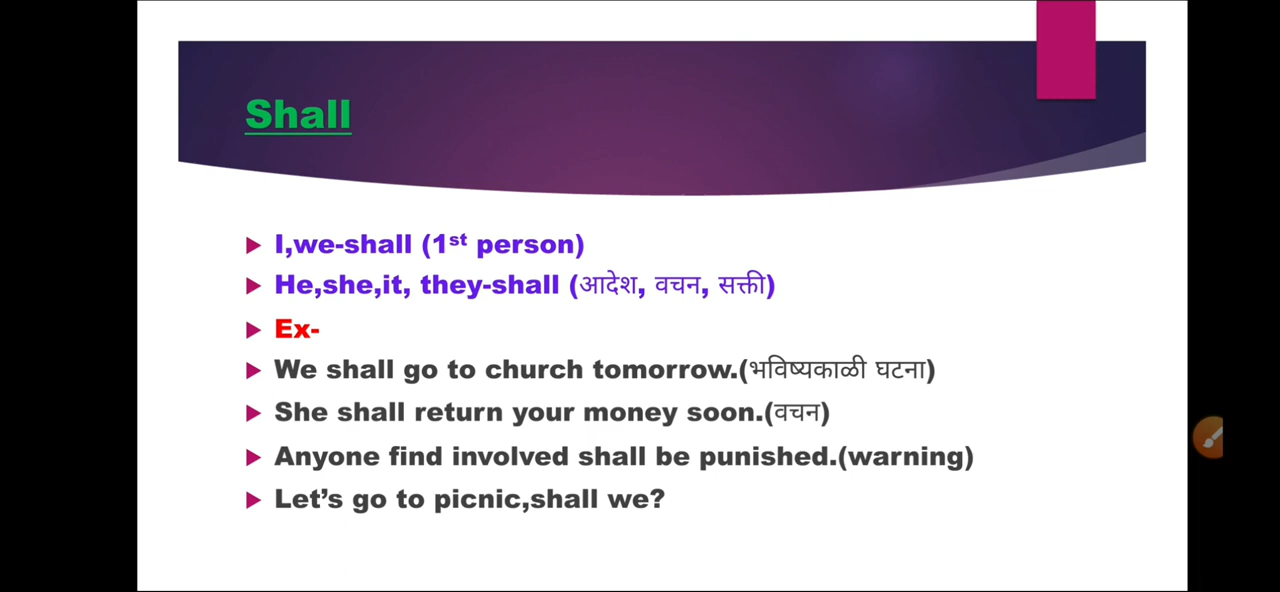 Shall
I,we-shall (1st person)
He,she,it, they-shall (आदेश, वचन, सक्ती)
Ex-
We shall go to church tomorrow.(भविष्यकाळी घटना)
She shall return your money soon.(वचन)
Anyone find involved shall be punished.(warning)
Let’s go to picnic,shall we?